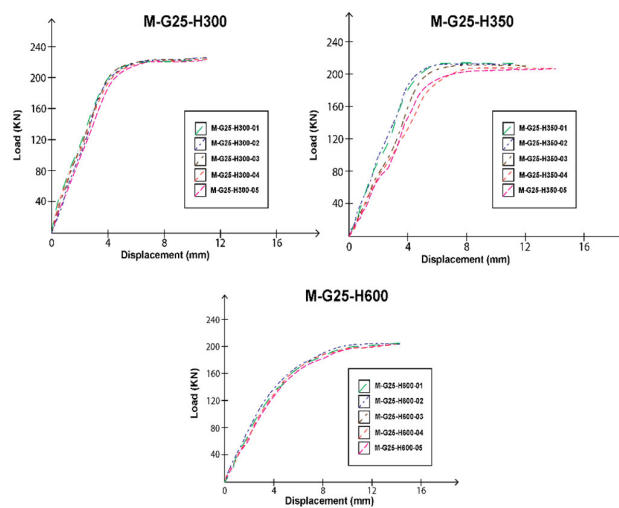 M-G25-H300
Load (KN)
240
200
160
120
80
40
0
4
8
12
16
Displacement (mm)
M-G25-H300-01
M-G25-H300-02
M-G25-H300-03
M-G25-H300-04
M-G25-H300-05
M-G25-H350
Load (KN)
240
200
160
120
80
40
0
4
8
12
16
Displacement (mm)
M-G25-H350-01
M-G25-H350-02
M-G25-H350-03
M-G25-H350-04
M-G25-H350-05
M-G25-H600
Load (KN)
240
200
160
120
80
40
0
4
8
12
16
Displacement (mm)
M-G25-H600-01
M-G25-H600-02
M-G25-H600-03
M-G25-H600-04
M-G25-H600-05